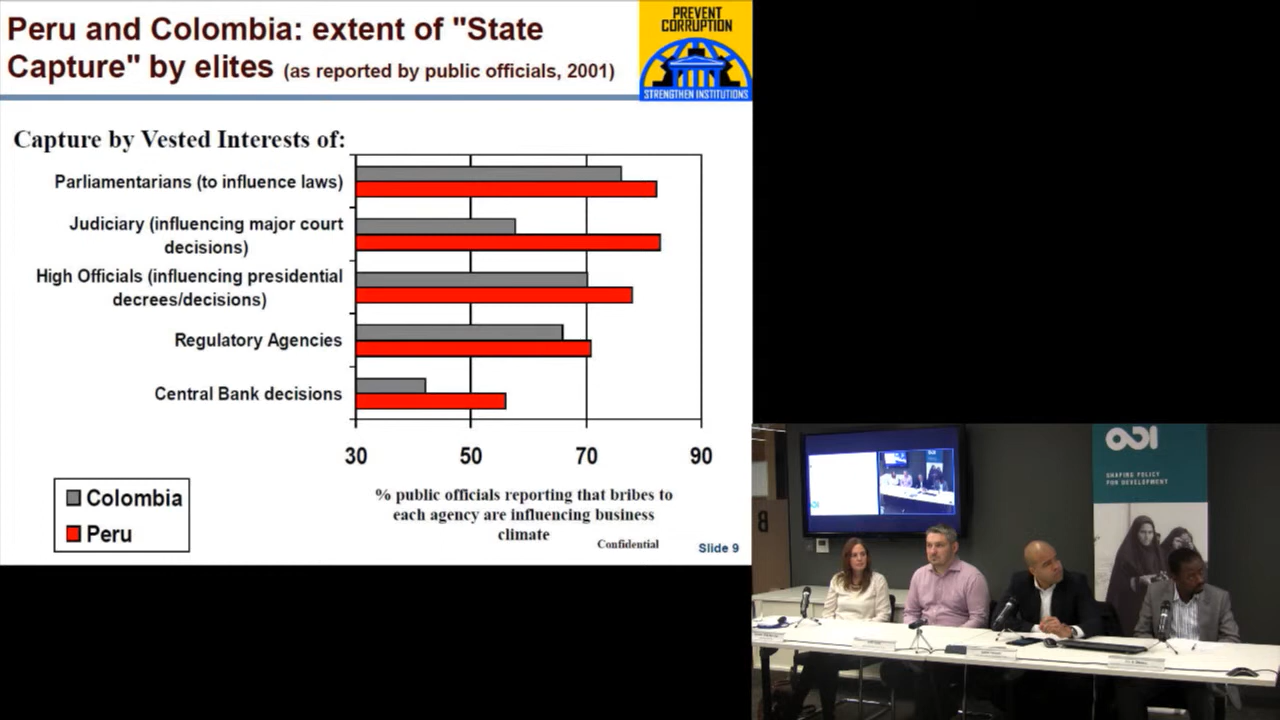 Peru and Colombia: extent of "State
Capture" by elites (as reported by public officials, 2001)
PREVENT
CORRUPTION
STRENGTHEN INSTITUTIONS
Capture by Vested Interests of:
Parliamentarians (to influence laws)
Judiciary (influencing major court
decisions)
High Officials (influencing presidential
decrees/decisions)
Regulatory Agencies
Central Bank decisions
30 50 70 90
Colombia
Peru
% public officials reporting that bribes to
each agency are influencing business
climate
Confidential
Slide 9
ODI
SHAPING POLICY
FOR DEVELOPMENT